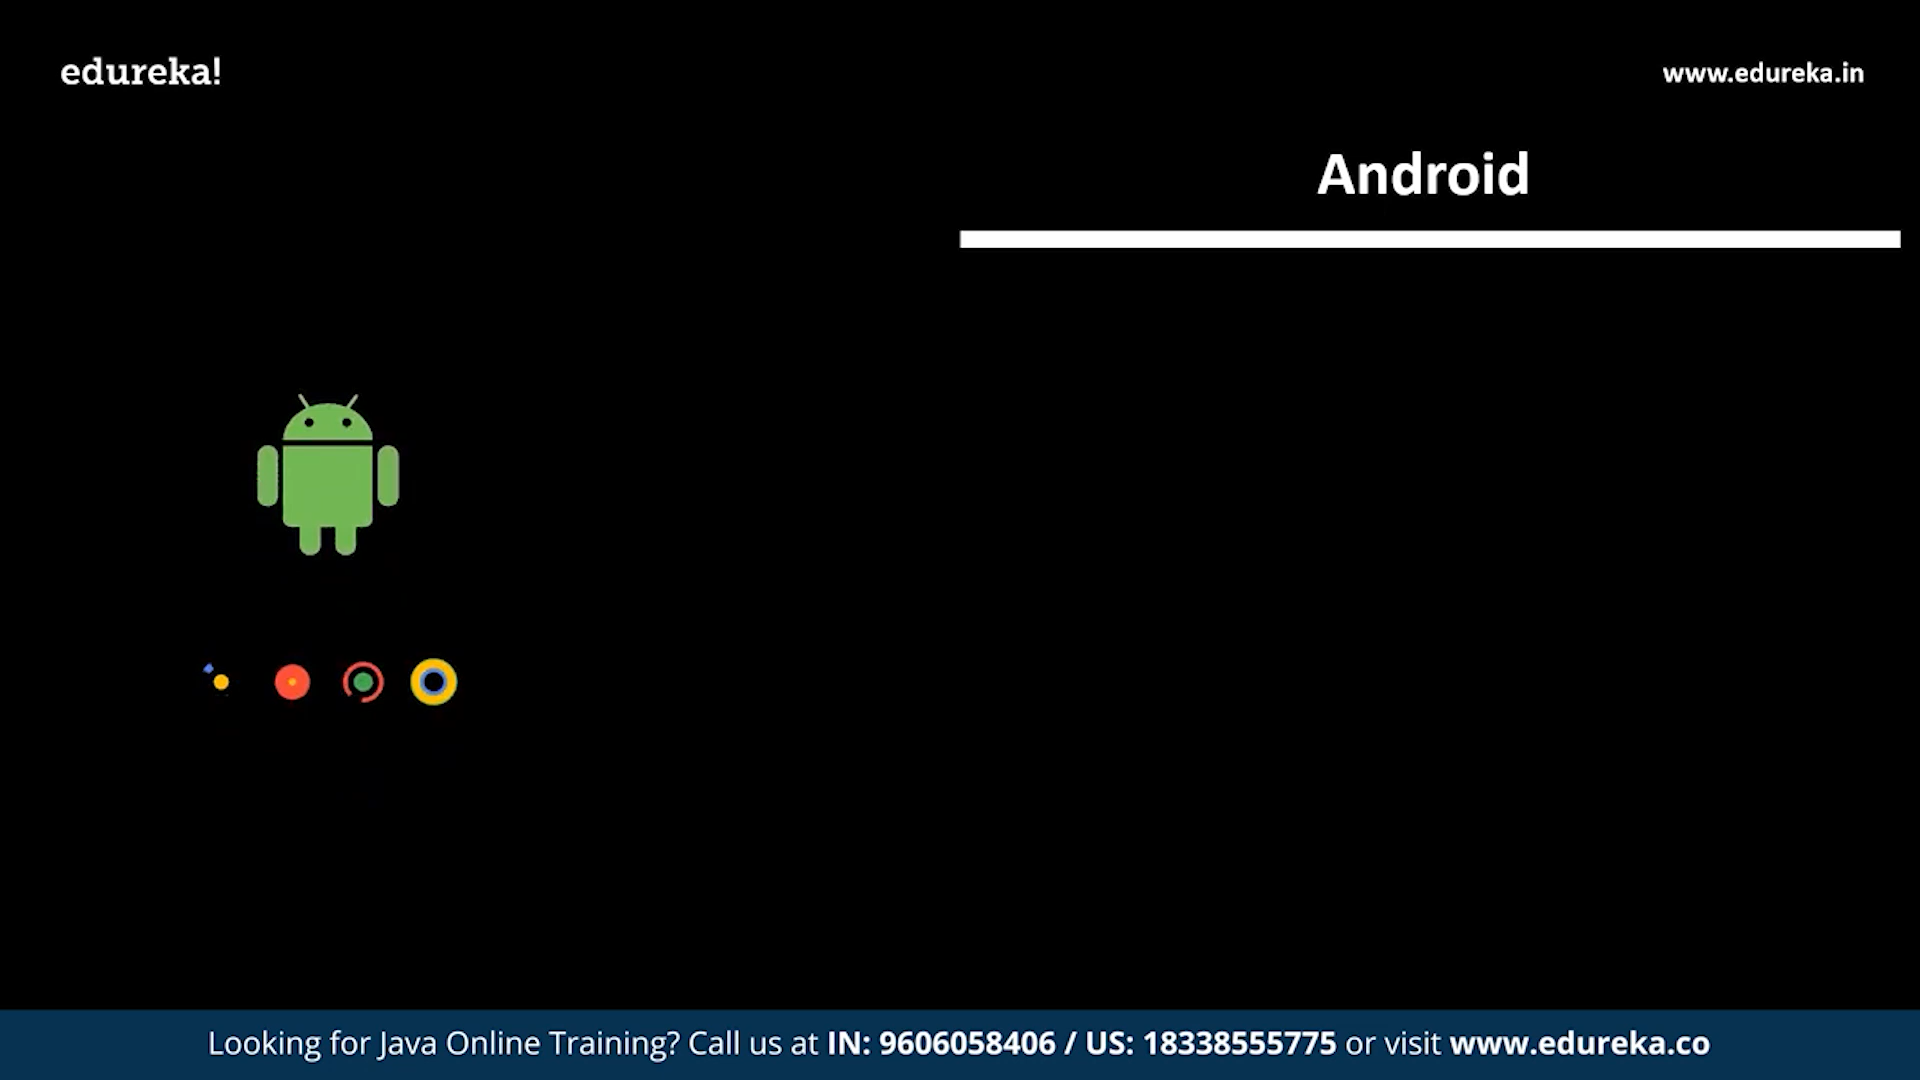 edureka!
www.edureka.in
Android
Looking for Java Online Training? Call us at IN: 9606058406 / US: 18338555775 or visit www.edureka.co